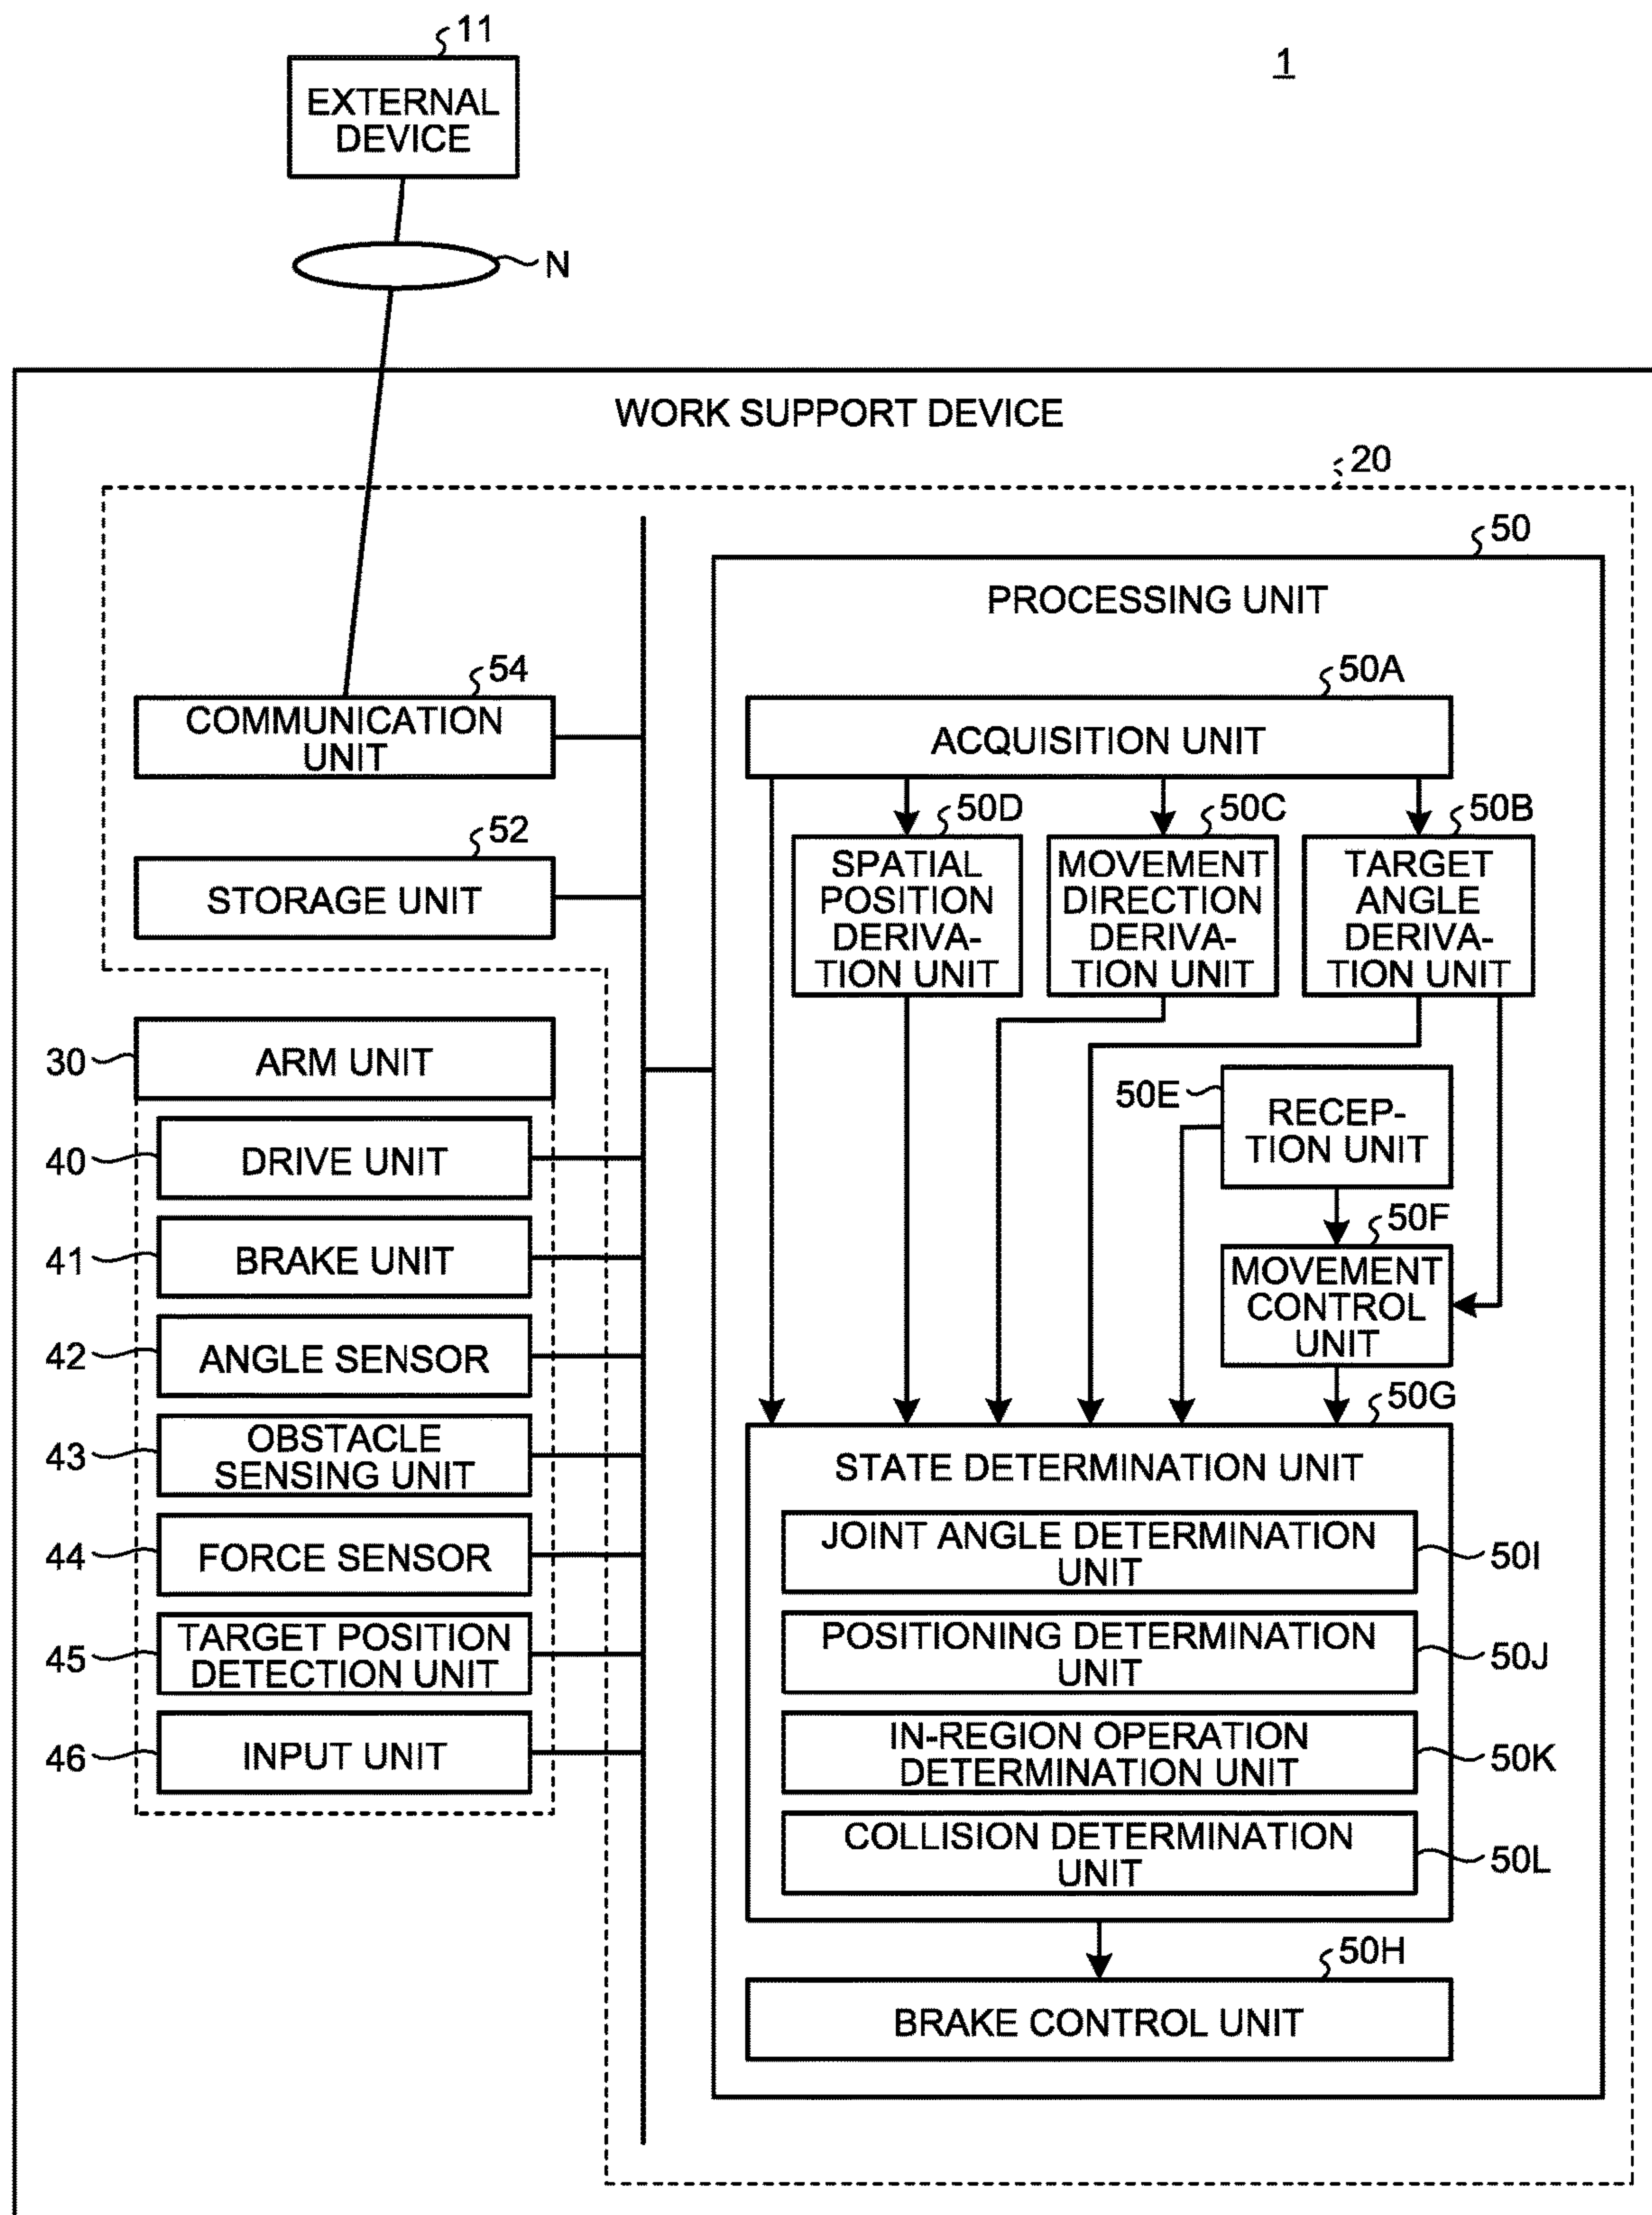 11
1
EXTERNAL
DEVICE
N
WORK SUPPORT DEVICE
20
50
PROCESSING UNIT
54
COMMUNICATION
UNIT
52
STORAGE UNIT
30
ARM UNIT
40
DRIVE UNIT
41
BRAKE UNIT
42
ANGLE SENSOR
43
OBSTACLE
SENSING UNIT
44
FORCE SENSOR
45
TARGET POSITION
DETECTION UNIT
46
INPUT UNIT
50A
ACQUISITION UNIT
50D
SPATIAL
POSITION
DERIVA-
TION UNIT
50C
MOVEMENT
DIRECTION
DERIVA-
TION UNIT
50B
TARGET
ANGLE
DERIVA-
TION UNIT
50E
RECEP-
TION UNIT
50F
MOVEMENT
CONTROL
UNIT
50G
STATE DETERMINATION UNIT
JOINT ANGLE DETERMINATION
UNIT
50I
POSITIONING DETERMINATION
UNIT
50J
IN-REGION OPERATION
DETERMINATION UNIT
50K
COLLISION DETERMINATION
UNIT
50L
50H
BRAKE CONTROL UNIT